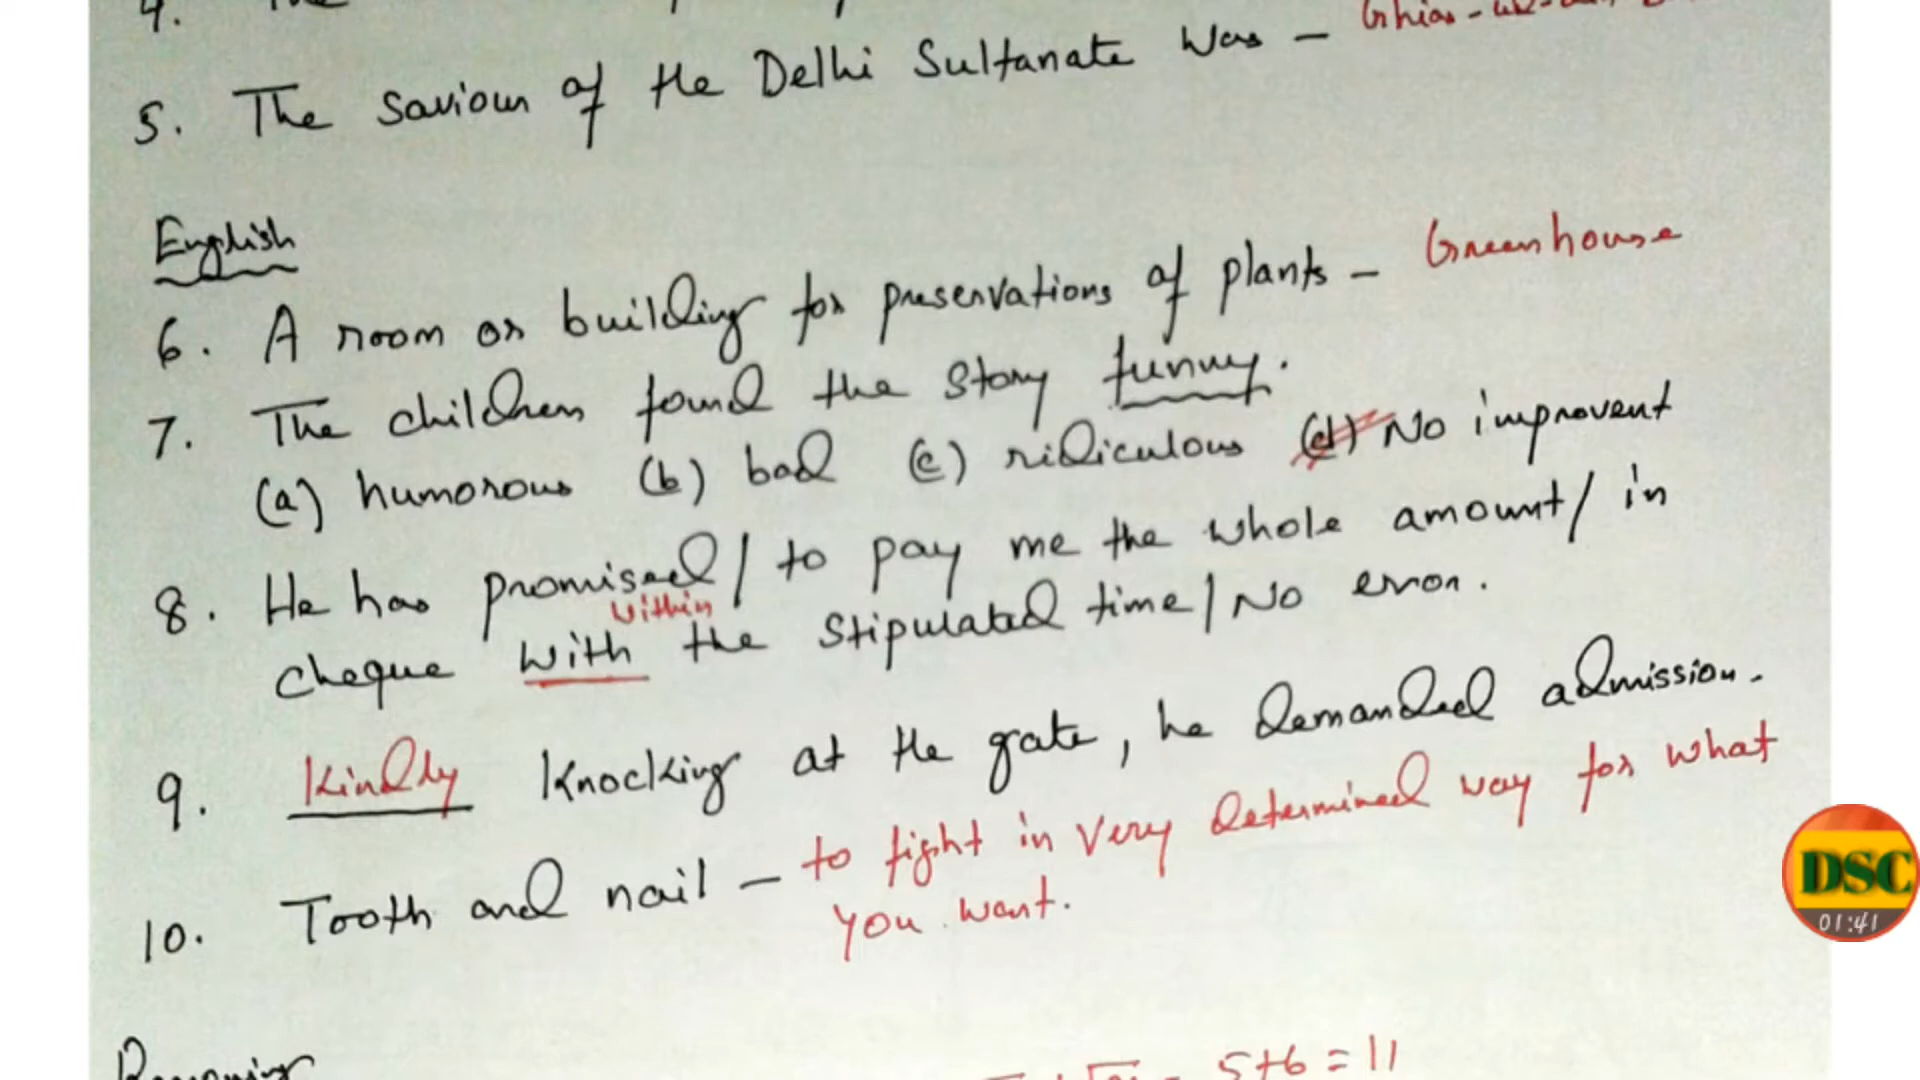 4. The
5. The saviour of the Delhi Sultanate was -
English
6. A room or building for preservations of plants - Greenhouse
7. The children found the story funny.
(a) humorous (b) bad (c) ridiculous (d) No improvent
8. He has promised / to pay me the whole amount / in
within
cheque with the stipulated time / No error.
9. Kindly knocking at the gate, he demanded admission.
10. Tooth and nail - to fight in very determined way for what
you want.
DSC
01:41
5+6 = 11